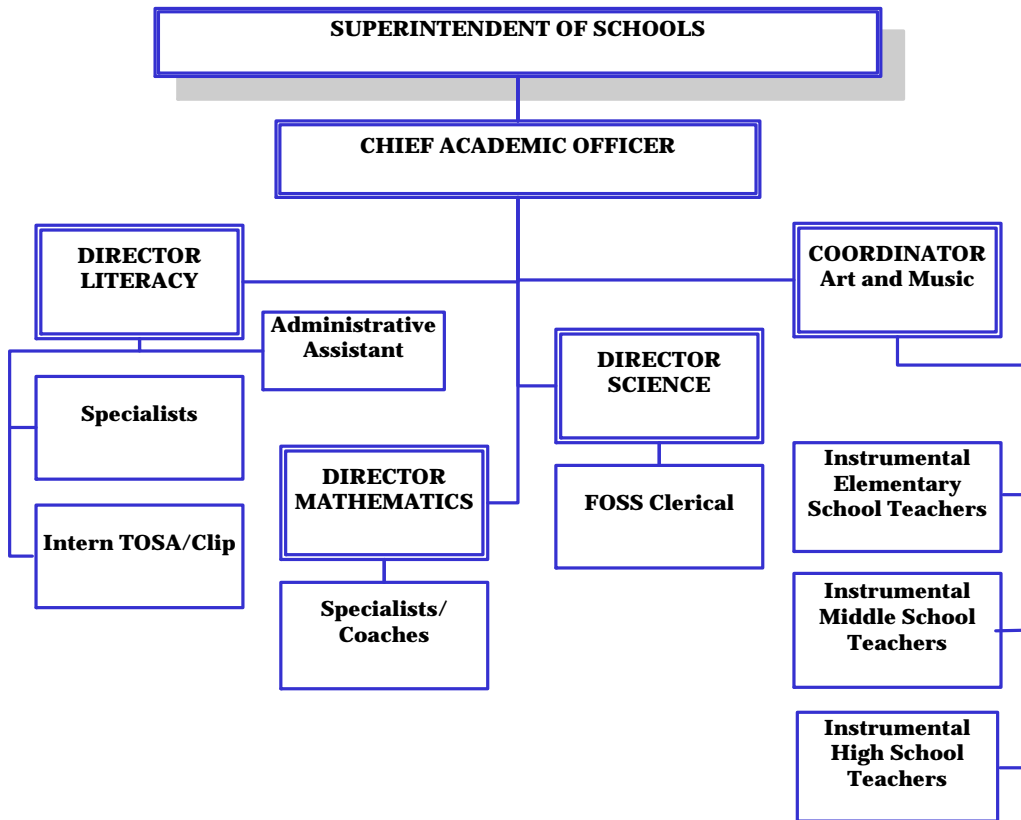 SUPERINTENDENT OF SCHOOLS
CHIEF ACADEMIC OFFICER
DIRECTOR
LITERACY
COORDINATOR
Art and Music
Administrative
Assistant
DIRECTOR
SCIENCE
Specialists
Instrumental
Elementary
School Teachers
DIRECTOR
MATHEMATICS
FOSS Clerical
Intern TOSA/Clip
Instrumental
Middle School
Teachers
Specialists/
Coaches
Instrumental
High School
Teachers